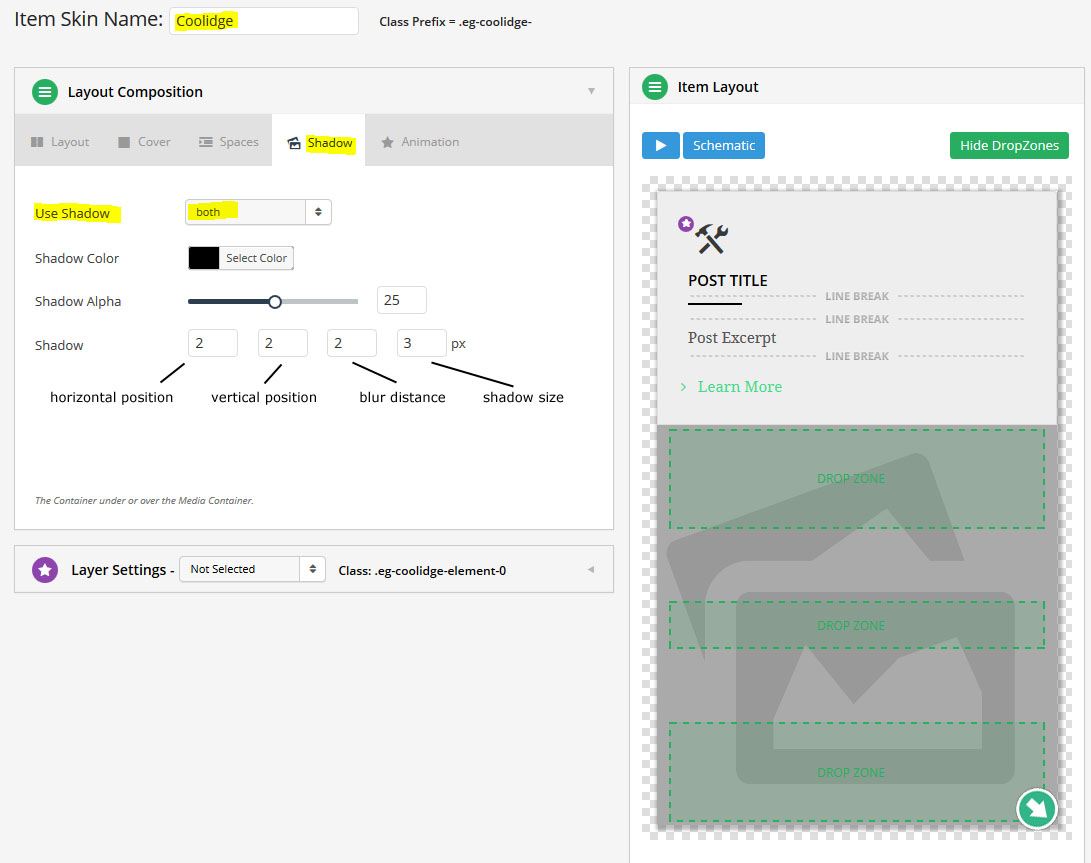 Item Skin Name: Coolidge Class Prefix = .eg-coolidge-
Layout Composition
Layout Cover Spaces Shadow Animation
Use Shadow both
Shadow Color Select Color
Shadow Alpha 25
Shadow 2 2 2 3 px
horizontal position vertical position blur distance shadow size
The Container under or over the Media Container.
Layer Settings - Not Selected Class: .eg-coolidge-element-0
Item Layout
Schematic Hide DropZones
POST TITLE
LINE BREAK
LINE BREAK
Post Excerpt
LINE BREAK
Learn More
DROP ZONE
DROP ZONE
DROP ZONE